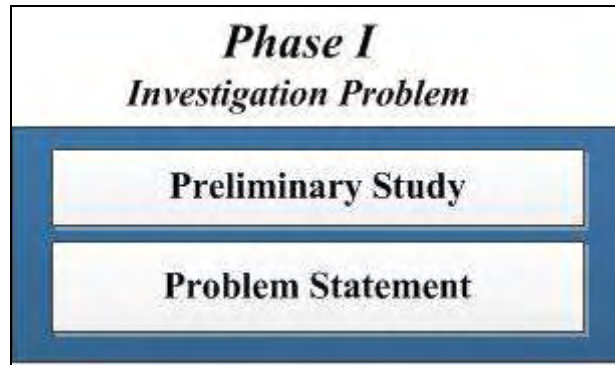 Phase I
Investigation Problem
Preliminary Study
Problem Statement